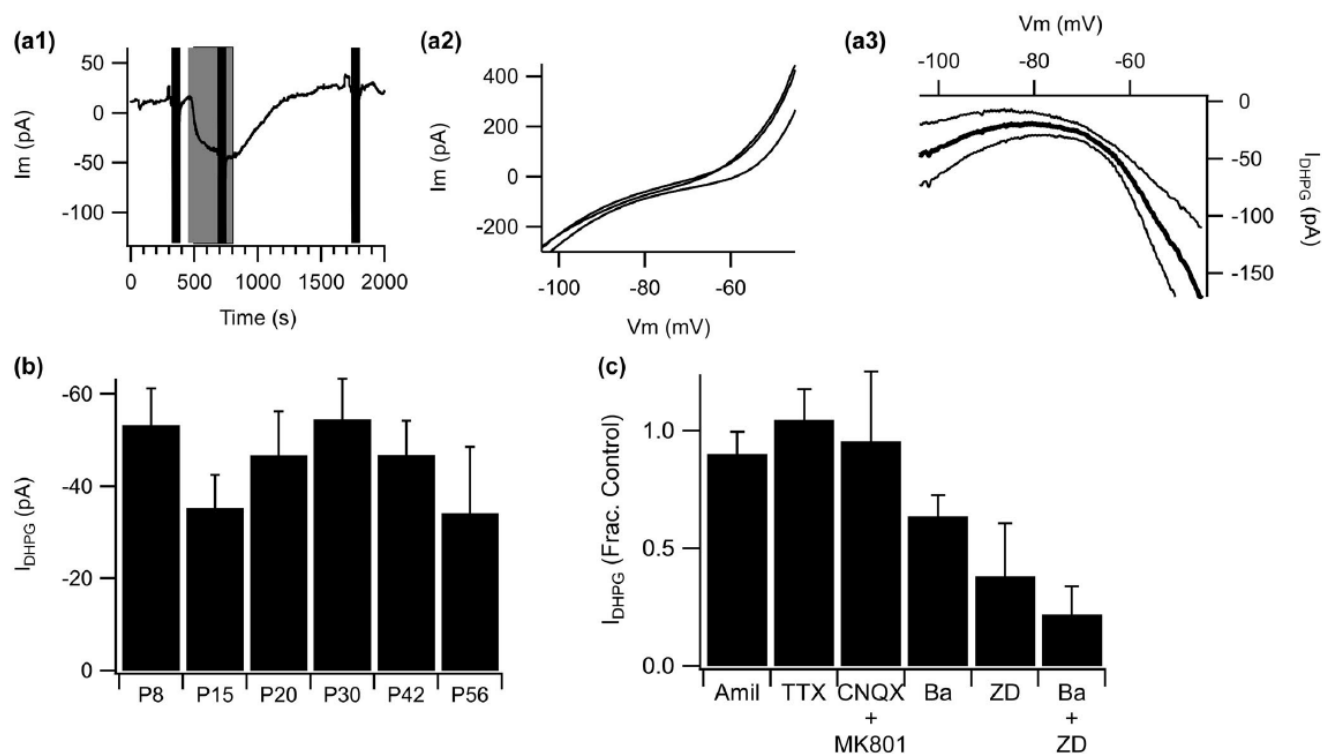 (a1)
50
0
-50
-100
Im (pA)
0 500 1000 1500 2000
Time (s)
(a2)
400
200
0
-200
Im (pA)
-100 -80 -60
Vm (mV)
(a3)
Vm (mV)
-100 -80 -60
0
-50
-100
-150
I_DHPG (pA)
(b)
-60
-40
-20
0
I_DHPG (pA)
P8 P15 P20 P30 P42 P56
(c)
1.0
0.5
0.0
I_DHPG (Frac. Control)
Amil TTX CNQX Ba ZD Ba
+ +
MK801 ZD